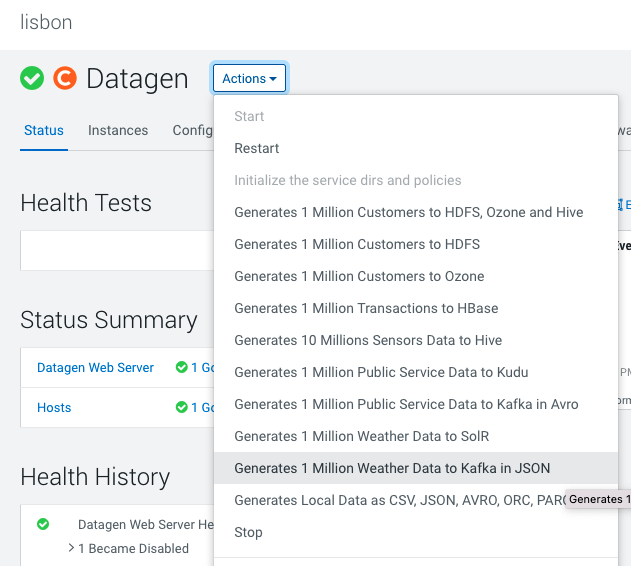 lisbon
Datagen
Actions
Status Instances
Start
Restart
Initialize the service dirs and policies
Health Tests
Generates 1 Million Customers to HDFS, Ozone and Hive
Generates 1 Million Customers to HDFS
Generates 1 Million Customers to Ozone
Generates 1 Million Transactions to HBase
Status Summary
Generates 10 Millions Sensors Data to Hive
Datagen Web Server 1
Generates 1 Million Public Service Data to Kudu
Hosts 1
Generates 1 Million Public Service Data to Kafka in Avro
Generates 1 Million Weather Data to SolR
Health History
Generates 1 Million Weather Data to Kafka in JSON
Generates Local Data as CSV, JSON, AVRO, ORC,
Generates 1
Datagen Web Server
Stop
1 Became Disabled